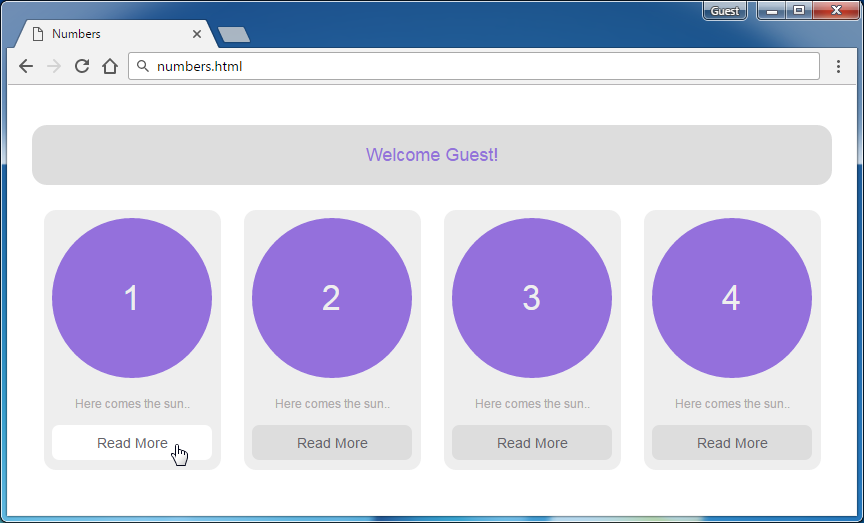 Guest
Numbers
numbers.html
Welcome Guest!
1
2
3
4
Here comes the sun..
Here comes the sun..
Here comes the sun..
Here comes the sun..
Read More
Read More
Read More
Read More